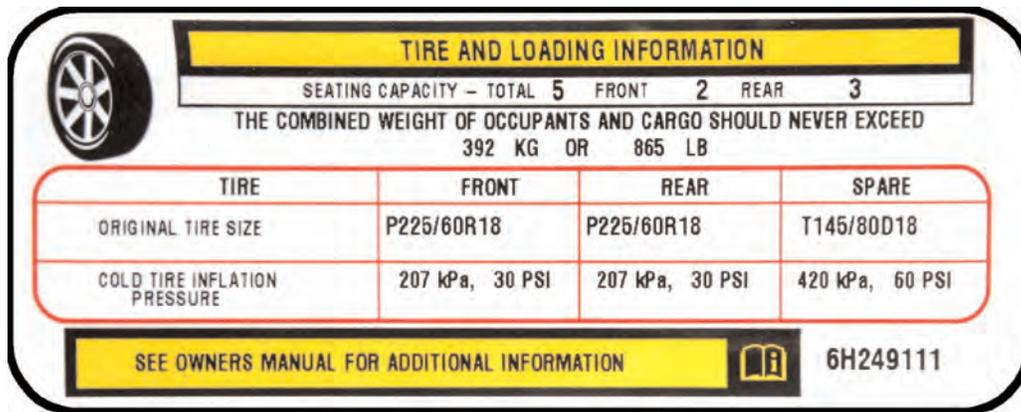 TIRE AND LOADING INFORMATION
SEATING CAPACITY – TOTAL 5 FRONT 2 REAR 3
THE COMBINED WEIGHT OF OCCUPANTS AND CARGO SHOULD NEVER EXCEED
392 KG OR 865 LB
TIRE FRONT REAR SPARE
ORIGINAL TIRE SIZE P225/60R18 P225/60R18 T145/80D18
COLD TIRE INFLATION 207 kPa, 30 PSI 207 kPa, 30 PSI 420 kPa, 60 PSI
PRESSURE
SEE OWNERS MANUAL FOR ADDITIONAL INFORMATION i 6H249111